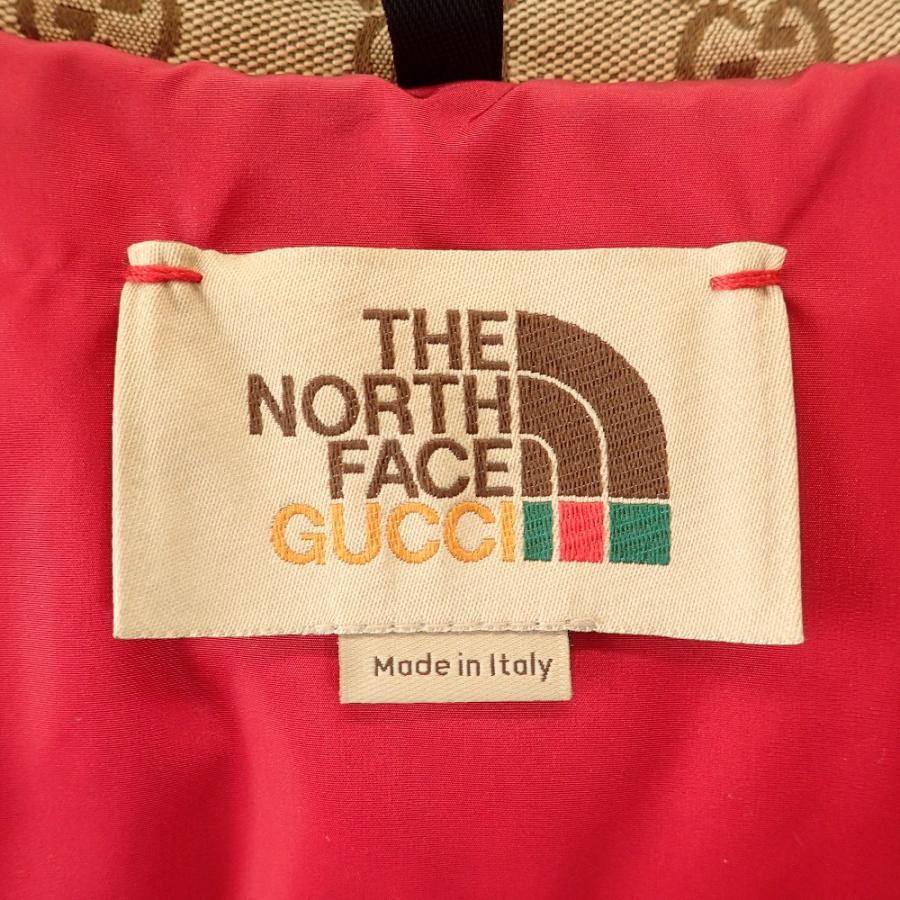 THE
NORTH
FACE
GUCCI
Made in Italy